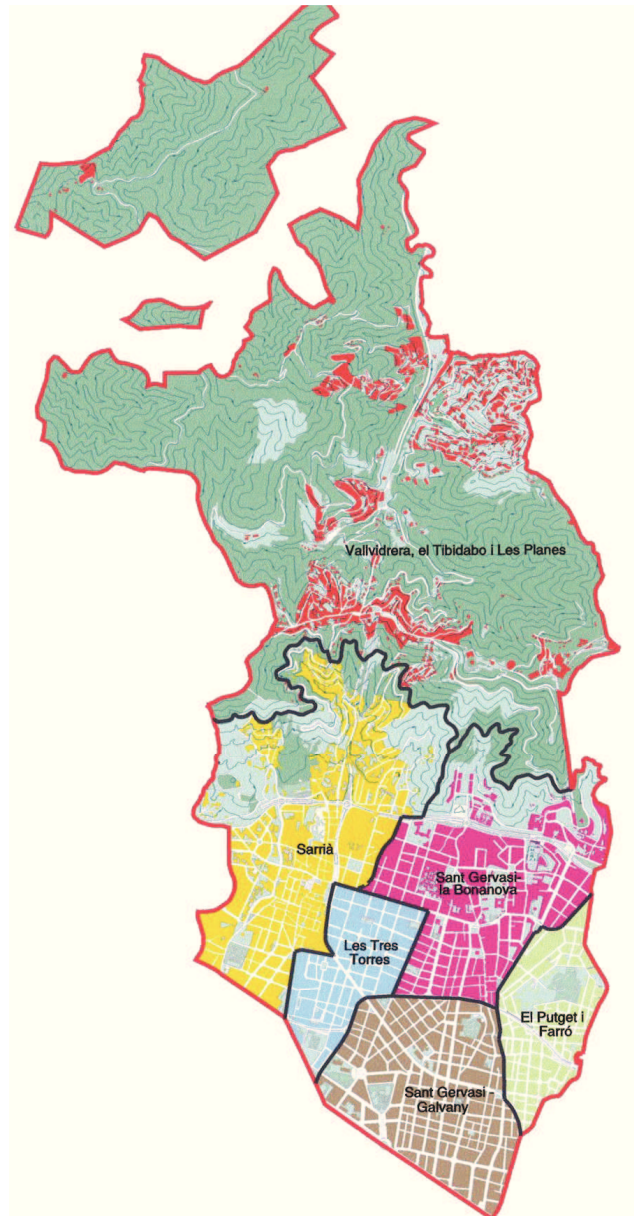 Vallvidrera, el Tibidabo i Les Planes
Sarrià
Sant Gervasi-
la Bonanova
Les Tres
Torres
El Putget i
Farró
Sant Gervasi -
Galvany